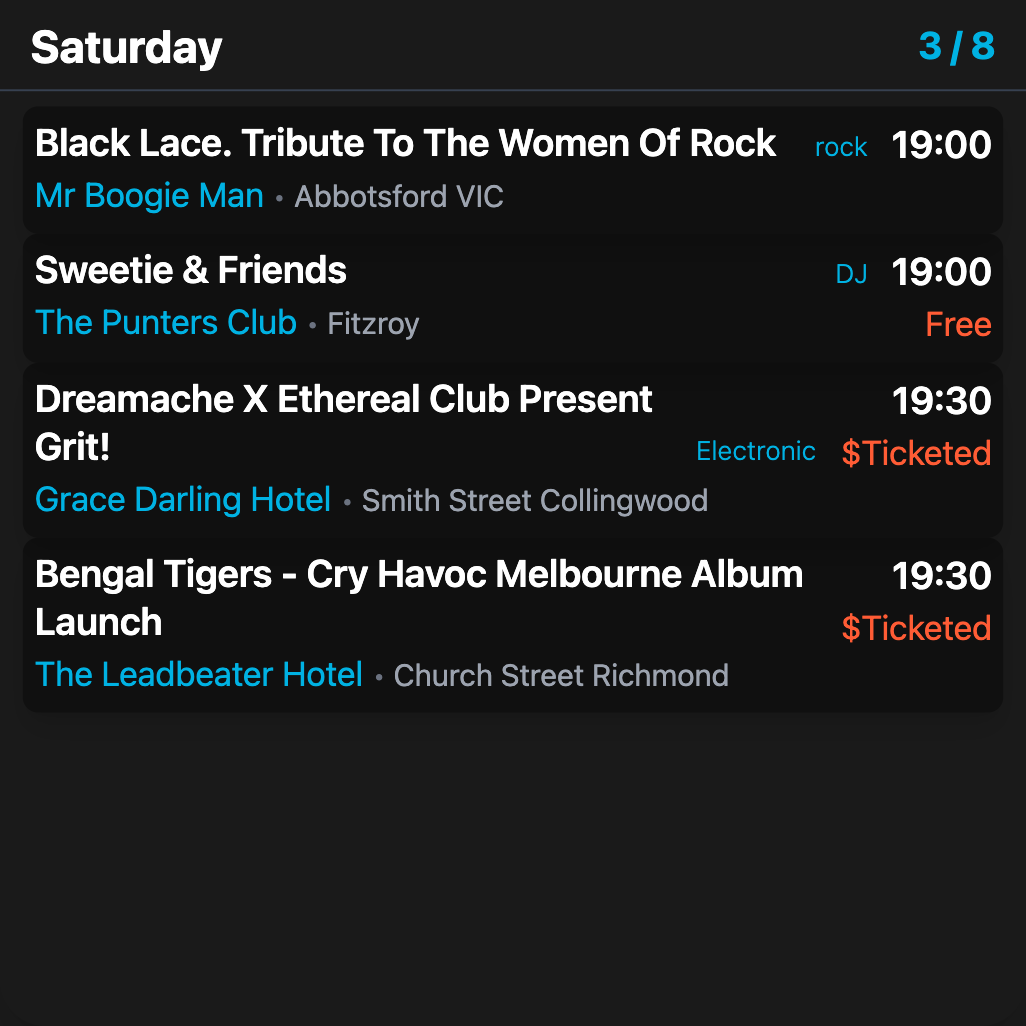 Saturday 3 / 8
Black Lace. Tribute To The Women Of Rock rock 19:00
Mr Boogie Man • Abbotsford VIC
Sweetie & Friends DJ 19:00
The Punters Club • Fitzroy Free
Dreamache X Ethereal Club Present 19:30
Grit! Electronic $Ticketed
Grace Darling Hotel • Smith Street Collingwood
Bengal Tigers - Cry Havoc Melbourne Album 19:30
Launch $Ticketed
The Leadbeater Hotel • Church Street Richmond